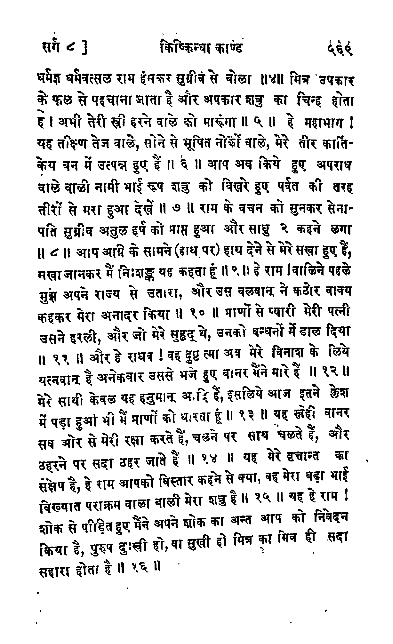 सर्ग ८ ] किष्किन्धा काण्ड ५६९
धर्मज्ञ धर्मवत्सल राम हंसकर सुग्रीव से बोला ॥४॥ मित्र उपकार
के फल से पहचाना जाता है और अपकार शत्रु का चिन्ह होता
है। अभी तेरी स्त्री हरने वाले को मारूंगा ॥ ५ ॥ हे महाभाग !
यह तीक्ष्ण तेज वाले, सोने से भूषित नोकों वाले, मेरे तीर कार्ति-
केय वन में उत्पन्न हुए हैं ॥ ६ ॥ आप अब किये हुए अपराध
वाले वाली नामी भाई रूप शत्रु को विखरे हुए पर्वत की तरह
तीरों से मरा हुआ देखें ॥ ७ ॥ राम के वचन को सुनकर सेना-
पति सुग्रीव अतुल हर्ष को प्राप्त हुआ और साधु २ कहने लगा
॥ ८ ॥ आप अग्नि के सामने (हाथ पर) हाथ देने से मेरे सखा हुए हैं,
सखा जानकर मैं निःशङ्क यह कहता हूं ॥९॥ हे राम ! वालिने पहले
मुझे अपने राज्य से उतारा, और उस बलवान् ने कठोर वाक्य
कहकर मेरा अनादर किया ॥ १० ॥ प्राणों से प्यारी मेरी पत्नी
उसने हरली, और जो मेरे सुहृद् थे, उनको बन्धनों में डाल दिया
॥ ११ ॥ और हे राघव ! वह दुष्टात्मा अब मेरे विनाश के लिये
यत्नवान् है अनेकवार उससे भेजे हुए वानर मैंने मारे हैं ॥ १२॥
मेरे साथी केवल यह हनुमान् आदि हैं, इसलिये आज इतने क्लेश
में पड़ा हुआ भी मैं प्राणों को धारता हूं ॥ १३ ॥ यह स्नेही वानर
सब ओर से मेरी रक्षा करते हैं, चलने पर साथ चलते हैं, और
ठहरने पर सदा ठहर जाते हैं ॥ १४ ॥ यह मेरे वृत्तान्त का
संक्षेप है, हे राम आपको विस्तार कहने से क्या, वह मेरा बड़ा भाई
विख्यात पराक्रम वाला वाली मेरा शत्रु है ॥ १५ ॥ यह हे राम !
शोक से पीड़ित हुए मैंने अपने शोक का अन्त आप को निवेदन
किया है, पुरुष दुःखी हो, वा सुखी हो मित्र का मित्र ही सदा
सहारा होता है ॥ १६ ॥